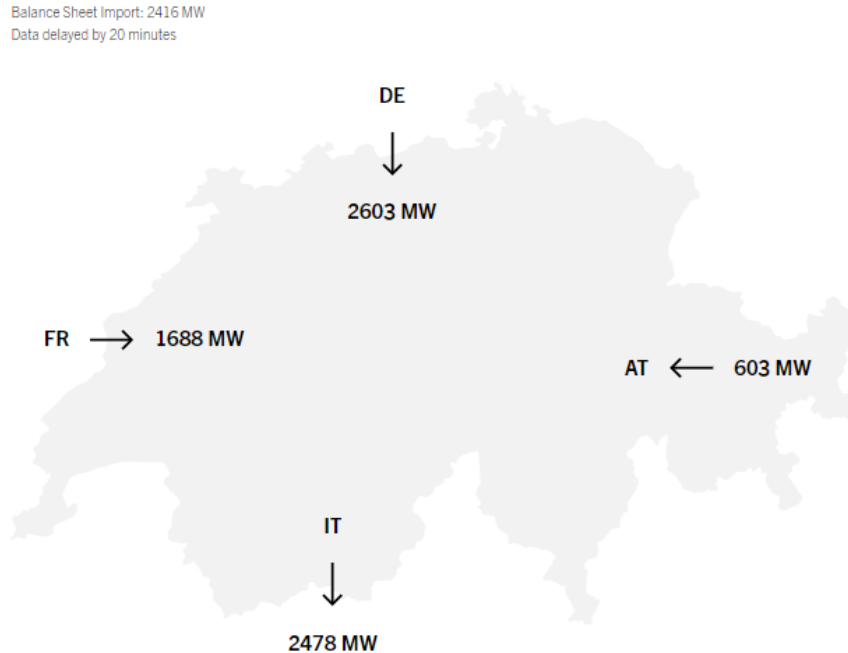 Balance Sheet Import: 2416 MW
Data delayed by 20 minutes
DE
2603 MW
FR → 1688 MW
AT ← 603 MW
IT
2478 MW